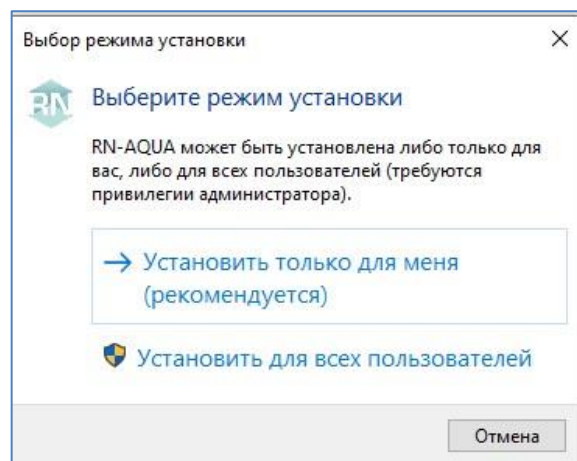 Выбор режима установки
RN
Выберите режим установки
RN-AQUA может быть установлена либо только для
вас, либо для всех пользователей (требуются
привилегии администратора).
Установить только для меня
(рекомендуется)
Установить для всех пользователей
Отмена